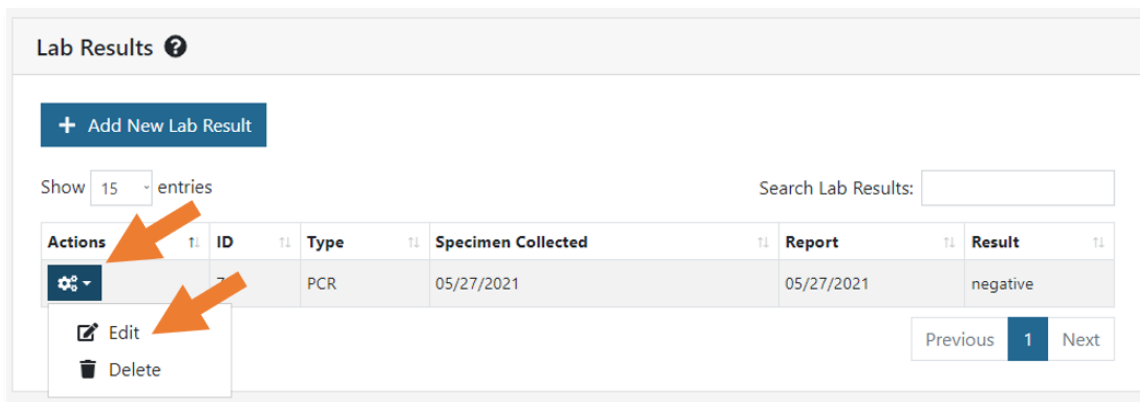 Lab Results
Add New Lab Result
Show 15 entries
Search Lab Results:
Actions ID Type Specimen Collected Report Result
PCR 05/27/2021 05/27/2021 negative
Edit
Delete
Previous 1 Next